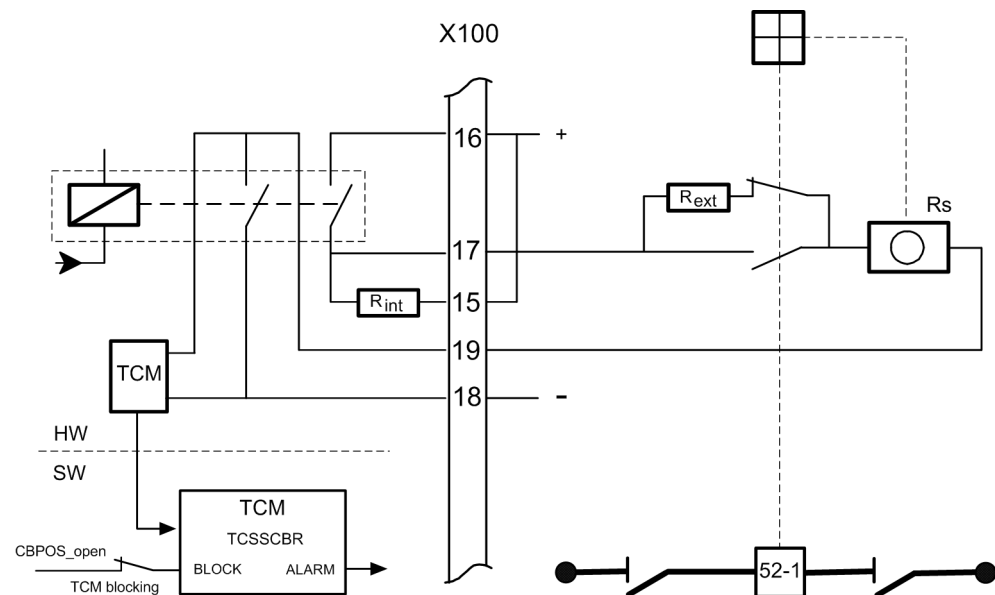 X100
16
+
Rext
Rs
17
Rint
15
19
TCM
18
-
HW
SW
TCM
TCSSCBR
CBPOS_open
BLOCK ALARM
TCM blocking
52-1